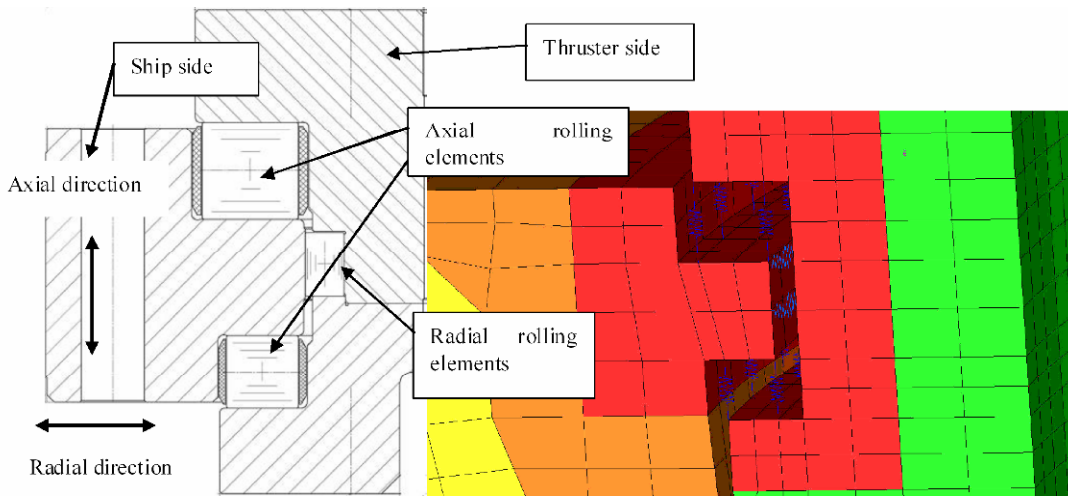 Thruster side
Ship side
Axial rolling
elements
Axial direction
Radial rolling
elements
Radial direction